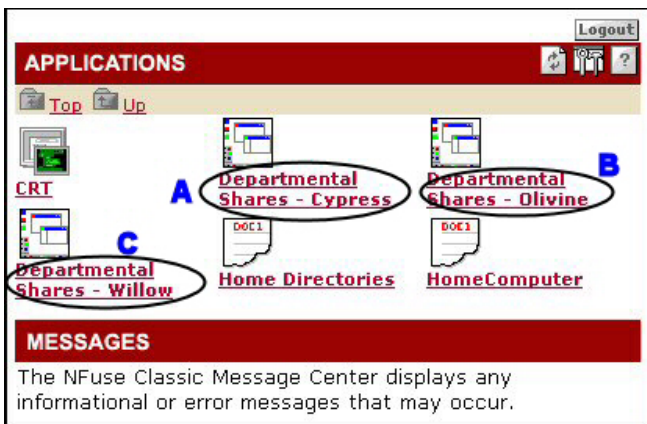 Logout
APPLICATIONS
?
Top Up
CRT
A
Departmental
Shares - Cypress
B
Departmental
Shares - Olivine
C
Departmental
Shares - Willow
DOC1
Home Directories
DOC1
HomeComputer
MESSAGES
The NFuse Classic Message Center displays any
informational or error messages that may occur.